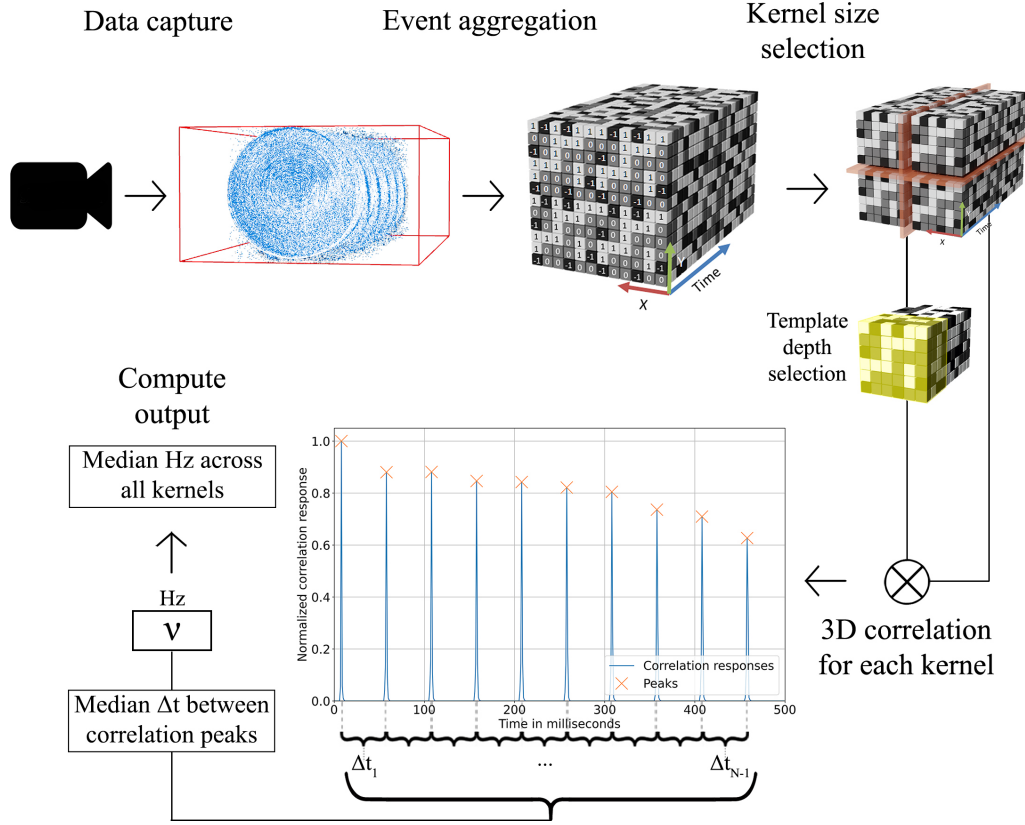 Data capture
Event aggregation
Kernel size
selection
X
Time
x
Time
Template
depth
selection
3D correlation
for each kernel
Normalized correlation response
1.0
0.8
0.6
0.4
0.2
0.0
0
100
200
300
400
500
Time in milliseconds
Correlation responses
Peaks
Δt1
...
ΔtN-1
Compute
output
Median Hz across
all kernels
Hz
ν
Median Δt between
correlation peaks